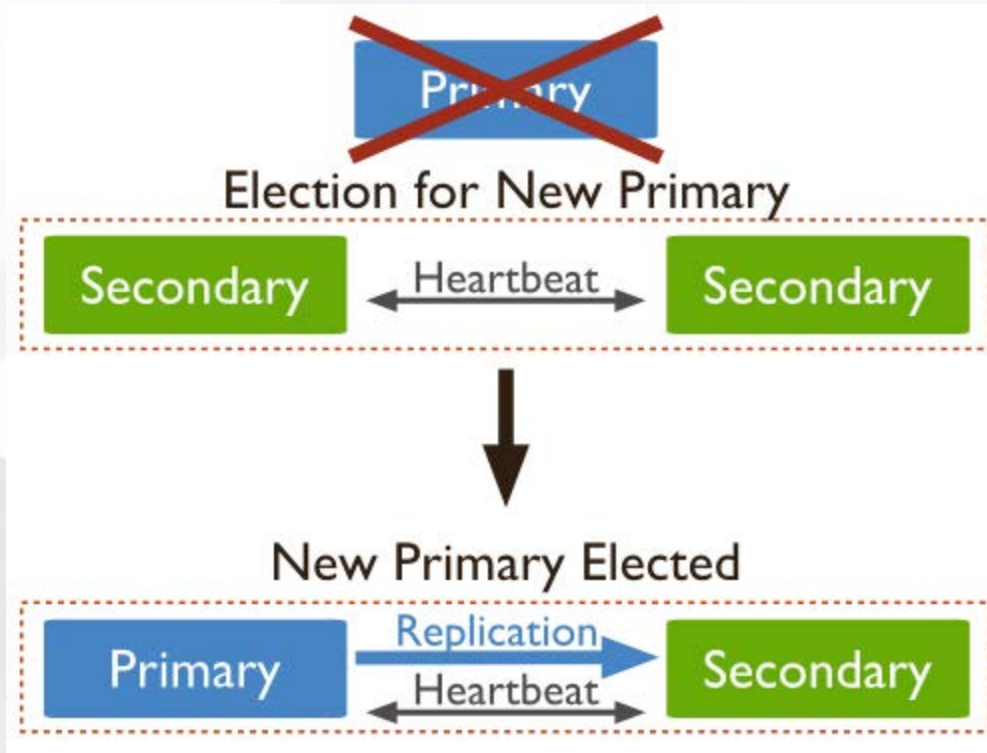 Primary
Election for New Primary
Secondary Heartbeat Secondary
New Primary Elected
Primary Replication Secondary
Heartbeat